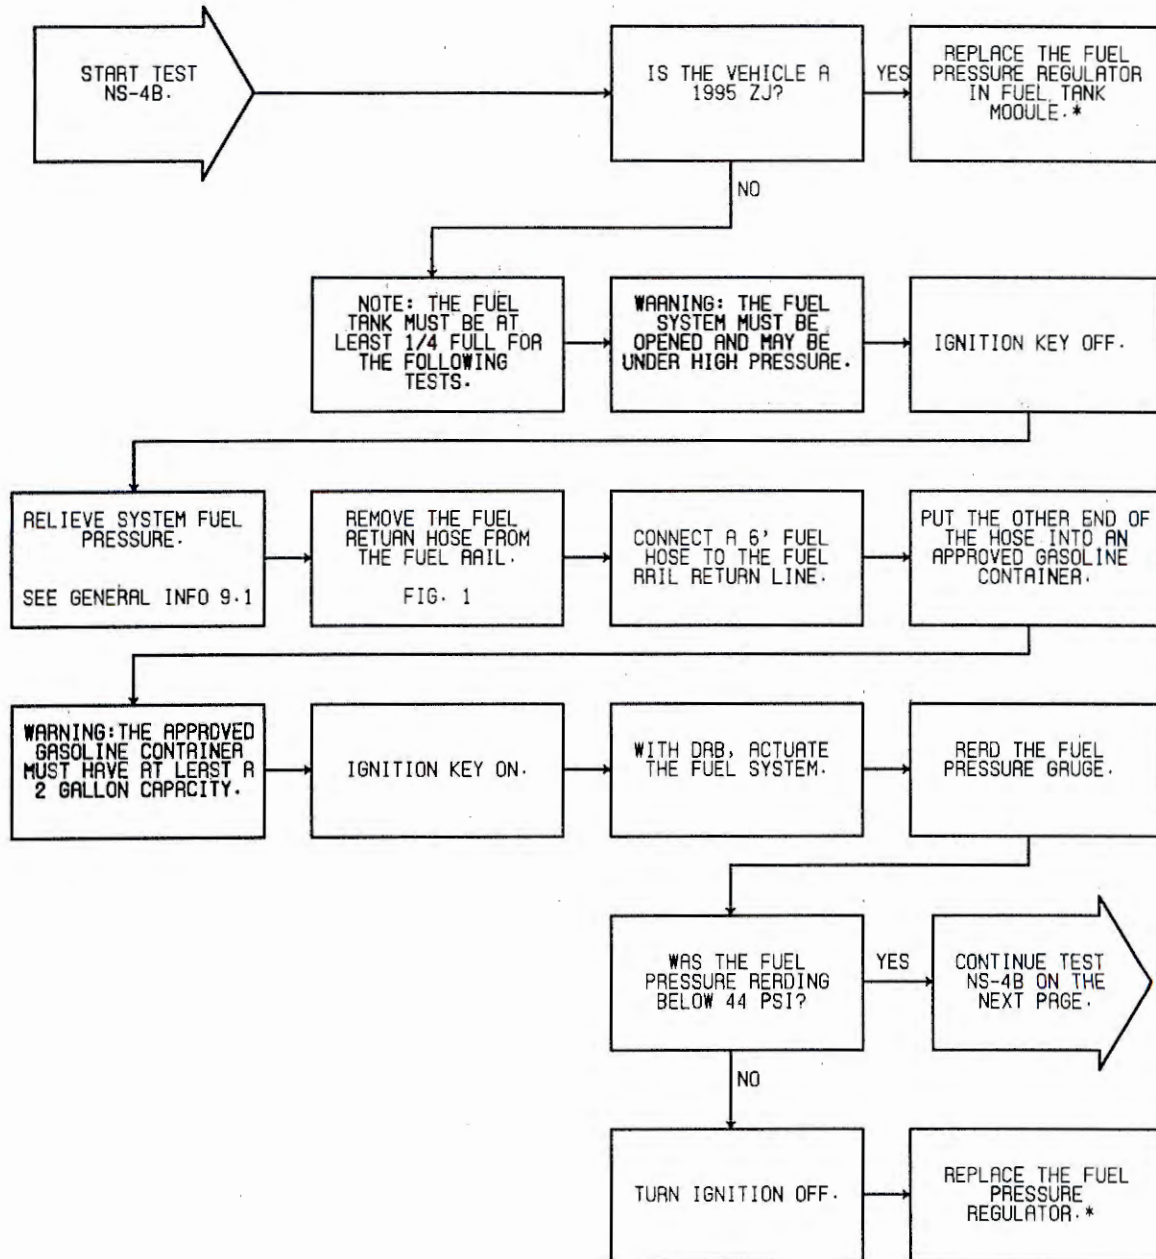 START TEST
NS-4B.
IS THE VEHICLE A
1995 ZJ?
YES
REPLACE THE FUEL
PRESSURE REGULATOR
IN FUEL TANK
MODULE.*
NO
NOTE: THE FUEL
TANK MUST BE AT
LEAST 1/4 FULL FOR
THE FOLLOWING
TESTS.
WARNING: THE FUEL
SYSTEM MUST BE
OPENED AND MAY BE
UNDER HIGH PRESSURE.
IGNITION KEY OFF.
RELIEVE SYSTEM FUEL
PRESSURE.
SEE GENERAL INFO 9.1
REMOVE THE FUEL
RETURN HOSE FROM
THE FUEL RAIL.
FIG. 1
CONNECT A 6' FUEL
HOSE TO THE FUEL
RAIL RETURN LINE.
PUT THE OTHER END OF
THE HOSE INTO AN
APPROVED GASOLINE
CONTAINER.
WARNING:THE APPROVED
GASOLINE CONTAINER
MUST HAVE AT LEAST A
2 GALLON CAPACITY.
IGNITION KEY ON.
WITH DRB, ACTUATE
THE FUEL SYSTEM.
READ THE FUEL
PRESSURE GAUGE.
WAS THE FUEL
PRESSURE READING
BELOW 44 PSI?
YES
CONTINUE TEST
NS-4B ON THE
NEXT PAGE.
NO
TURN IGNITION OFF.
REPLACE THE FUEL
PRESSURE
REGULATOR.*